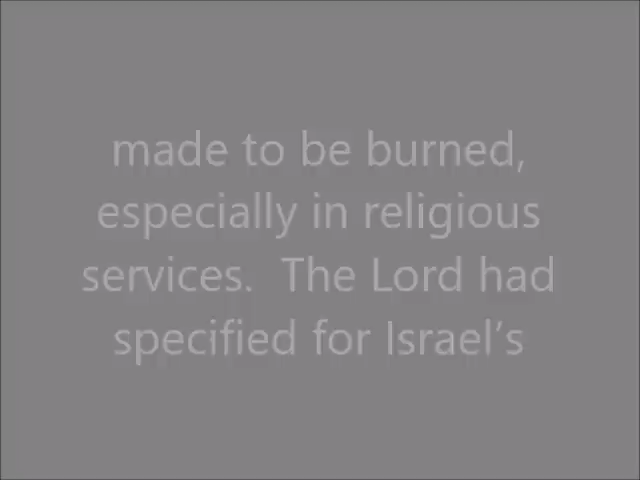 made to be burned,
especially in religious
services.  The Lord had
specified for Israel’s